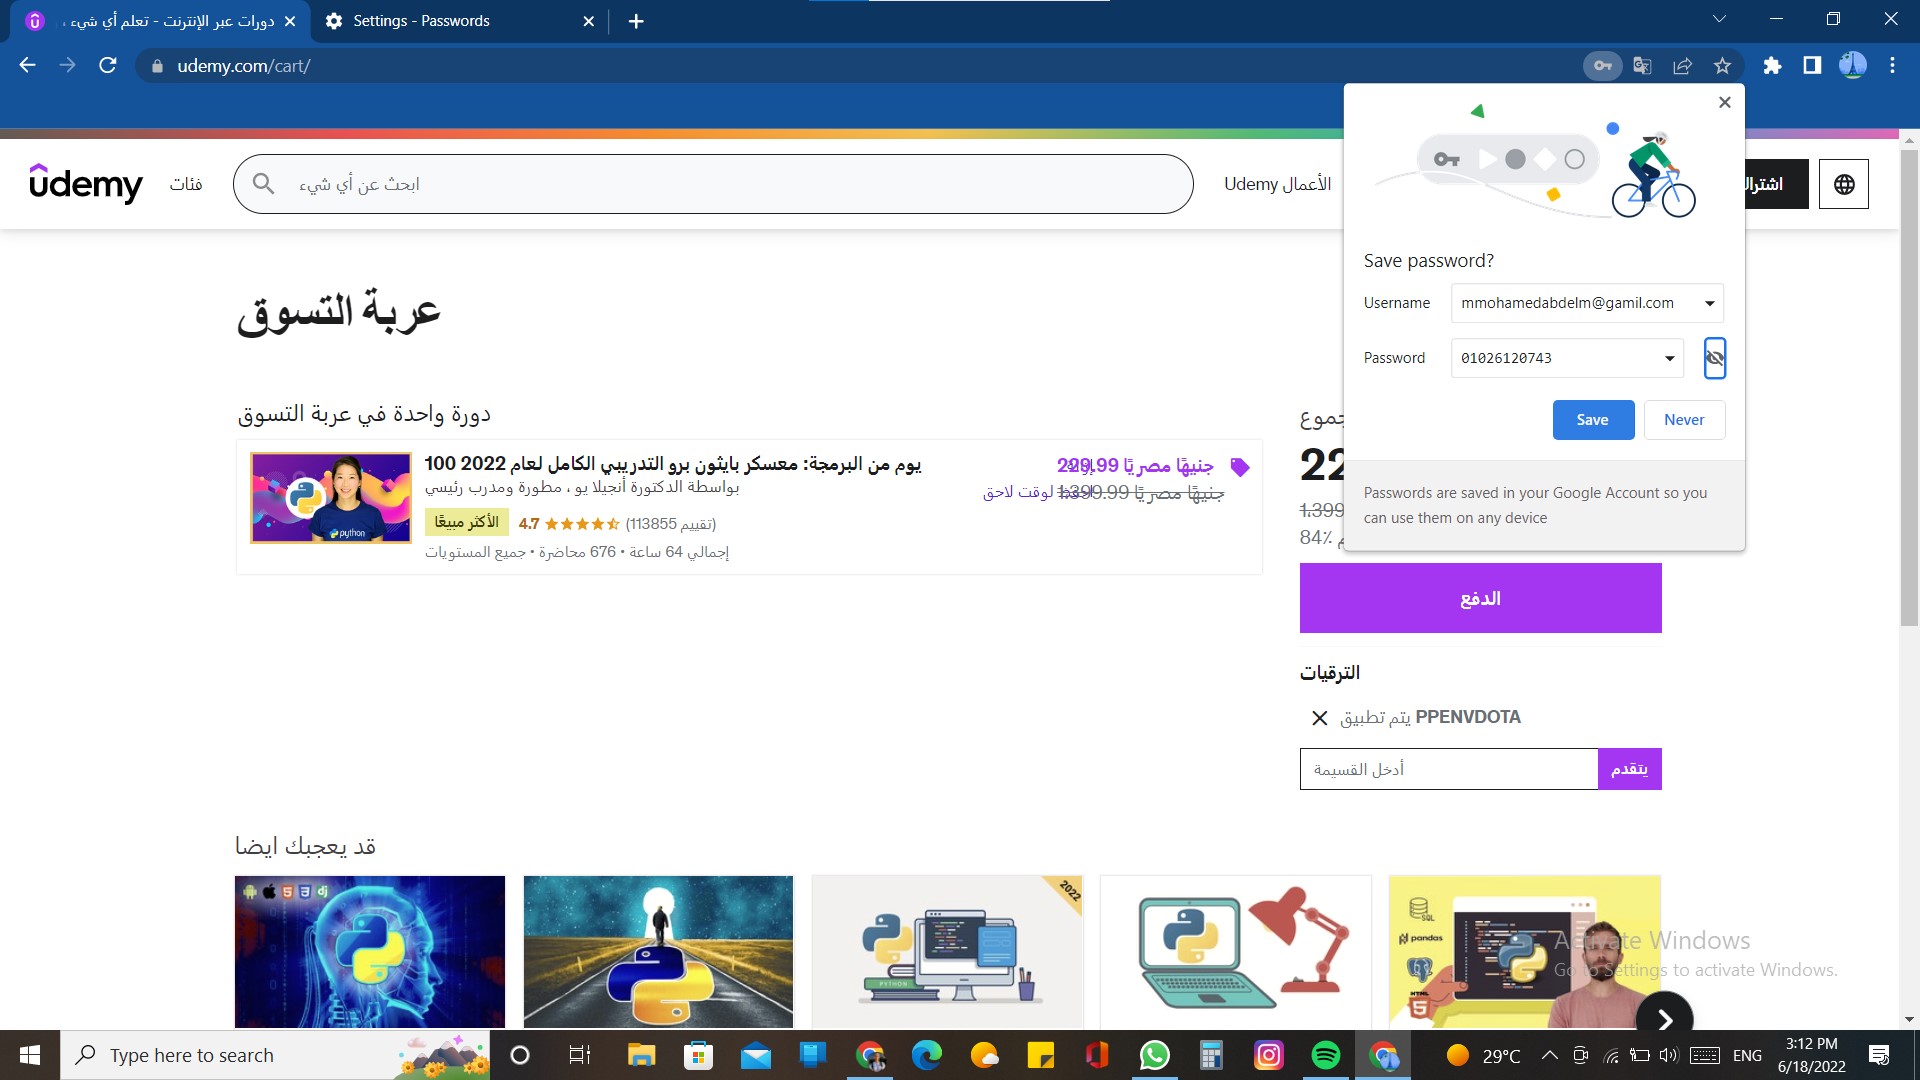 دورات عبر الإنترنت - تعلم أي شيء ،
Settings - Passwords
udemy.com/cart/
udemy
فئات
ابحث عن أي شيء
الأعمال Udemy
Save password?
Username
mmohamedabdelm@gamil.com
Password
01026120743
Save
Never
Passwords are saved in your Google Account so you
can use them on any device
عربة التسوق
دورة واحدة في عربة التسوق
100 يوم من البرمجة: معسكر بايثون برو التدريبي الكامل لعام 2022
بواسطة الدكتورة أنجيلا يو ، مطورة ومدرب رئيسي
الأكثر مبيعًا
4.7
(113855 تقييم)
إجمالي 64 ساعة • 676 محاضرة • جميع المستويات
229.99 جنيهًا مصريًا
لوقت لاحق
1.399.99 جنيهًا مصريًا
python
22
1.399
84٪
الدفع
الترقيات
يتم تطبيق PPENVDOTA
أدخل القسيمة
يتقدم
قد يعجبك ايضا
2022
PYTHON
SQL
pandas
HTML
Activate Windows
Go to Settings to activate Windows.
Type here to search
29°C
ENG
3:12 PM
6/18/2022